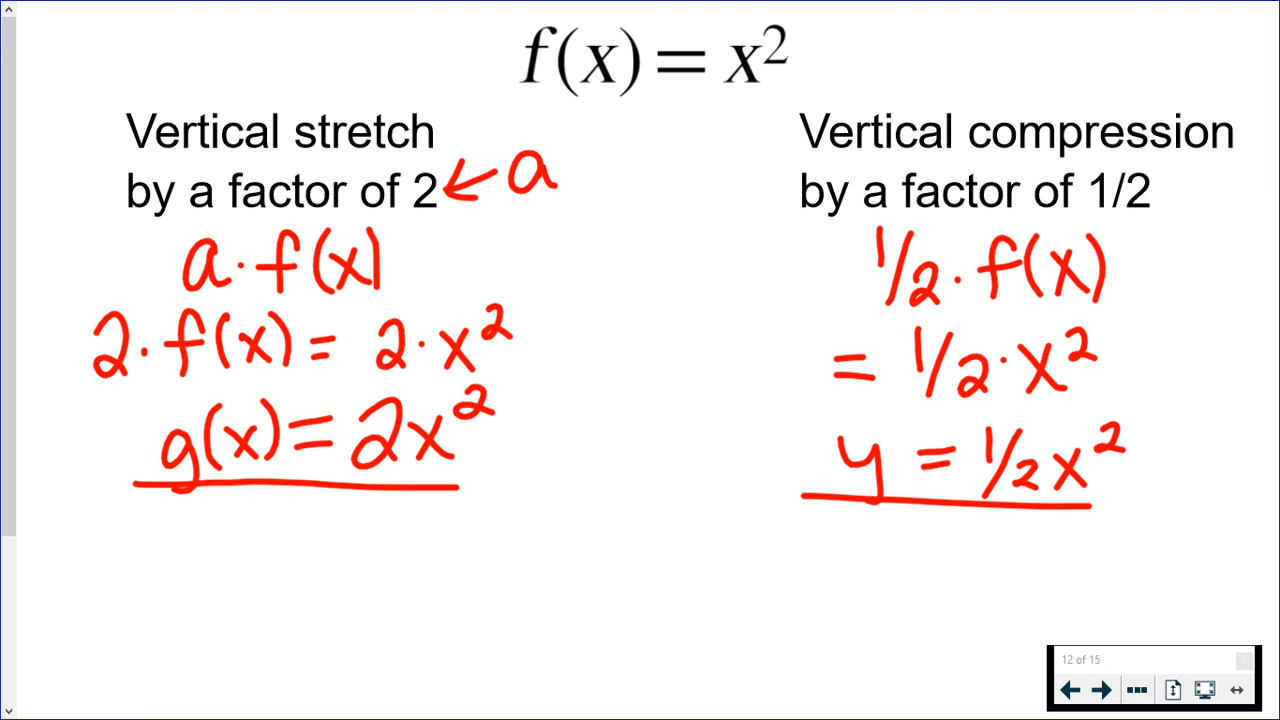 f(x) = x²
Vertical stretch
by a factor of 2 ← a
a · f(x)
2 · f(x) = 2 · x²
g(x) = 2x²
Vertical compression
by a factor of 1/2
1/2 · f(x)
= 1/2 · x²
y = 1/2 x²
12 of 15